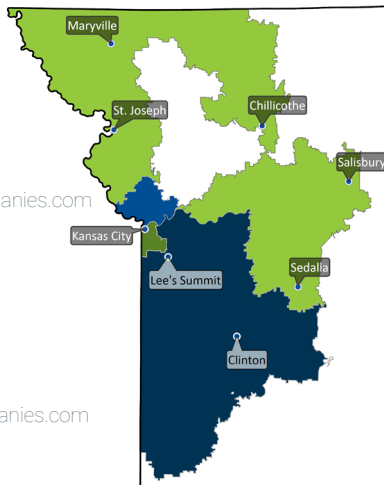 Maryville
St. Joseph
Chillicothe
Salisbury
anies.com
Kansas City
Sedalia
Lee's Summit
Clinton
anies.com